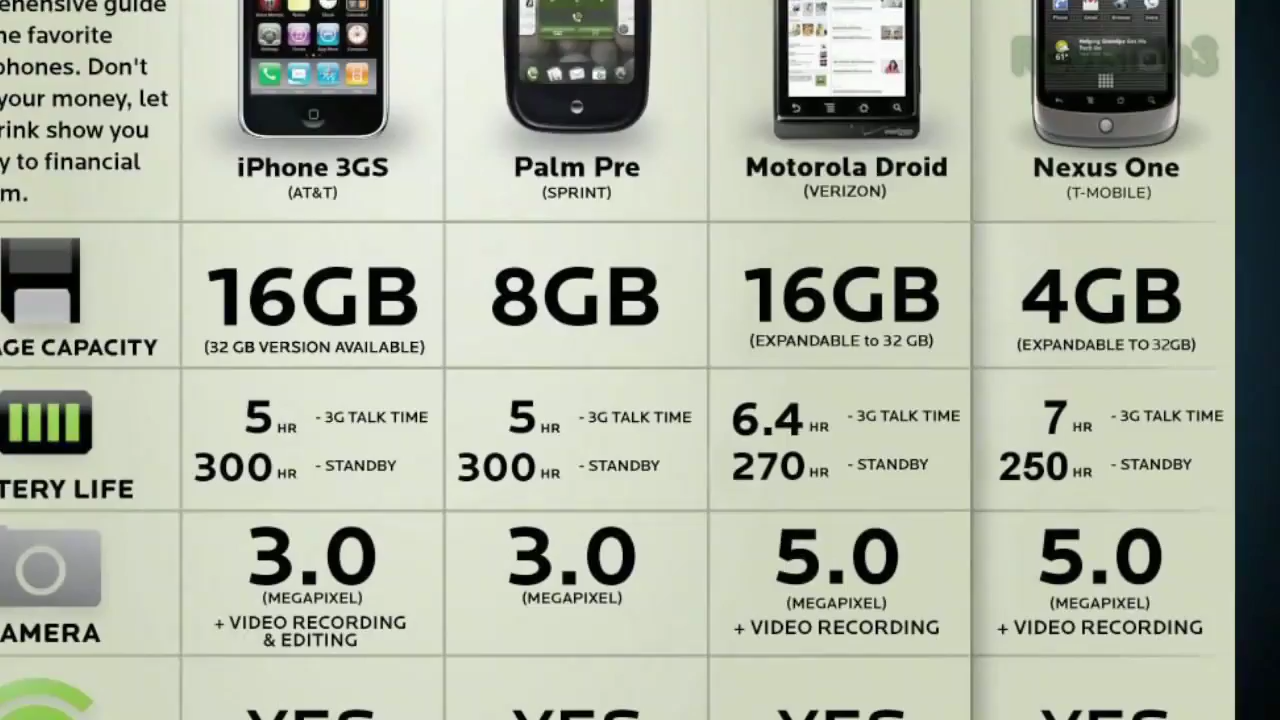 ehensive guide
ne favorite
phones. Don't
your money, let
rink show you
y to financial
m.
iPhone 3GS
(AT&T)
Palm Pre
(SPRINT)
Motorola Droid
(VERIZON)
Nexus One
(T-MOBILE)
AGE CAPACITY
16GB
(32 GB VERSION AVAILABLE)
8GB
16GB
(EXPANDABLE to 32 GB)
4GB
(EXPANDABLE TO 32GB)
TERY LIFE
5 HR - 3G TALK TIME
300 HR - STANDBY
5 HR - 3G TALK TIME
300 HR - STANDBY
6.4 HR - 3G TALK TIME
270 HR - STANDBY
7 HR - 3G TALK TIME
250 HR - STANDBY
AMERA
3.0
(MEGAPIXEL)
+ VIDEO RECORDING
& EDITING
3.0
(MEGAPIXEL)
5.0
(MEGAPIXEL)
+ VIDEO RECORDING
5.0
(MEGAPIXEL)
+ VIDEO RECORDING
YES
YES
YES
YES